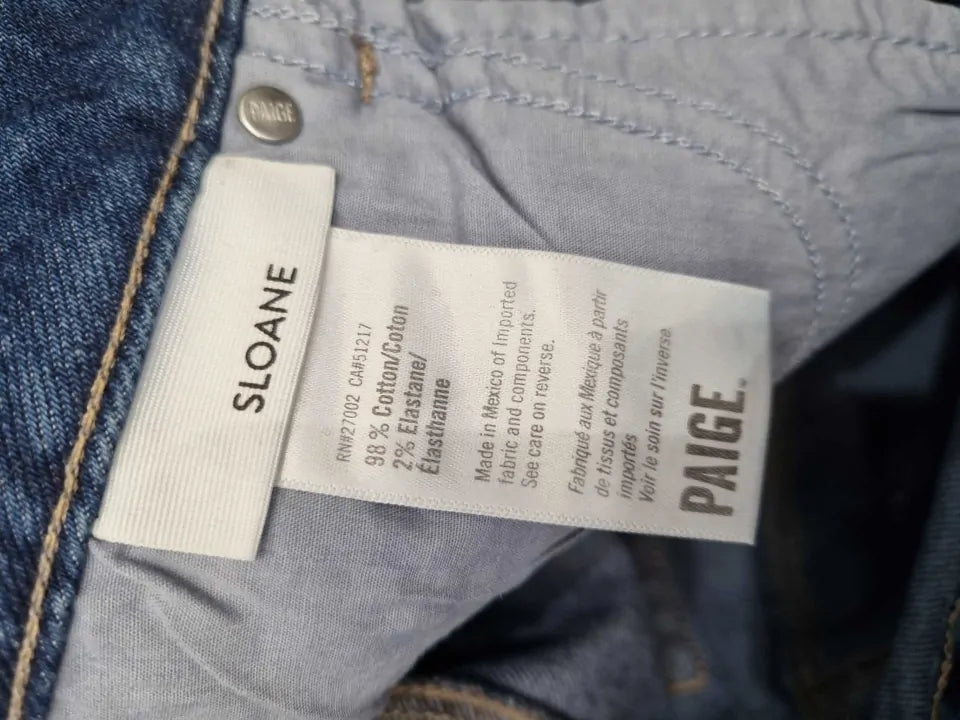 PAIGE
SLOANE
RN#27002 CA#51217
98 % Cotton/Coton
2% Elastane/
Élasthanne
Made in Mexico of Imported
fabric and components.
See care on reverse.
Fabriqué aux Mexique à partir
de tissus et composants
importés
Voir le soin sur l'inverse.
PAIGE